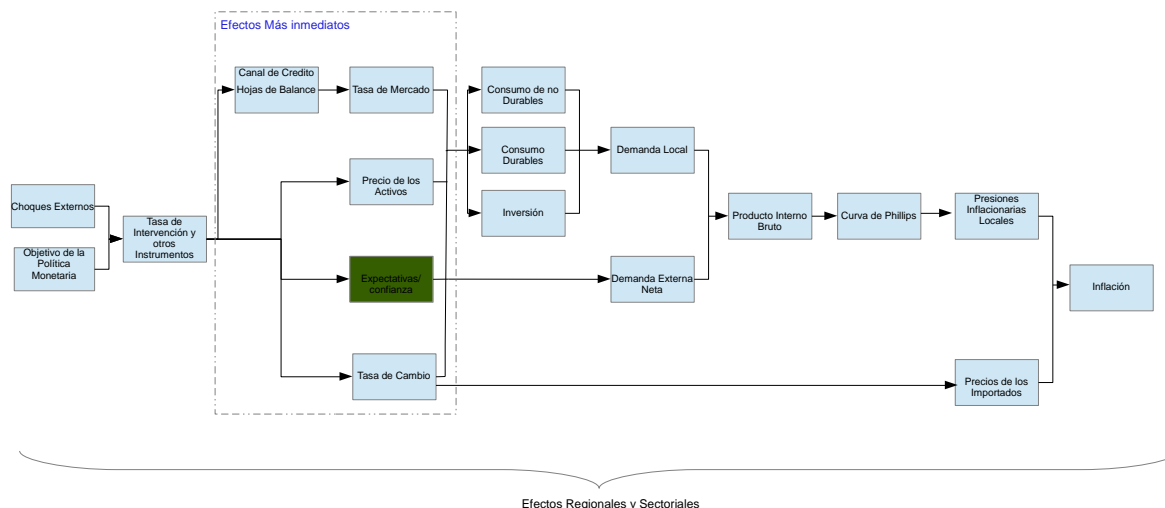 Efectos Más inmediatos
Canal de Credito
Hojas de Balance
Tasa de Mercado
Consumo de no
Durables
Consumo
Durables
Demanda Local
Precio de los
Activos
Choques Externos
Tasa de
Intervención y
otros
Instrumentos
Inversión
Producto Interno
Bruto
Curva de Phillips
Presiones
Inflacionarias
Locales
Objetivo de la
Política
Monetaria
Expectativas/
confianza
Demanda Externa
Neta
Inflación
Tasa de Cambio
Precios de los
Importados
Efectos Regionales y Sectoriales